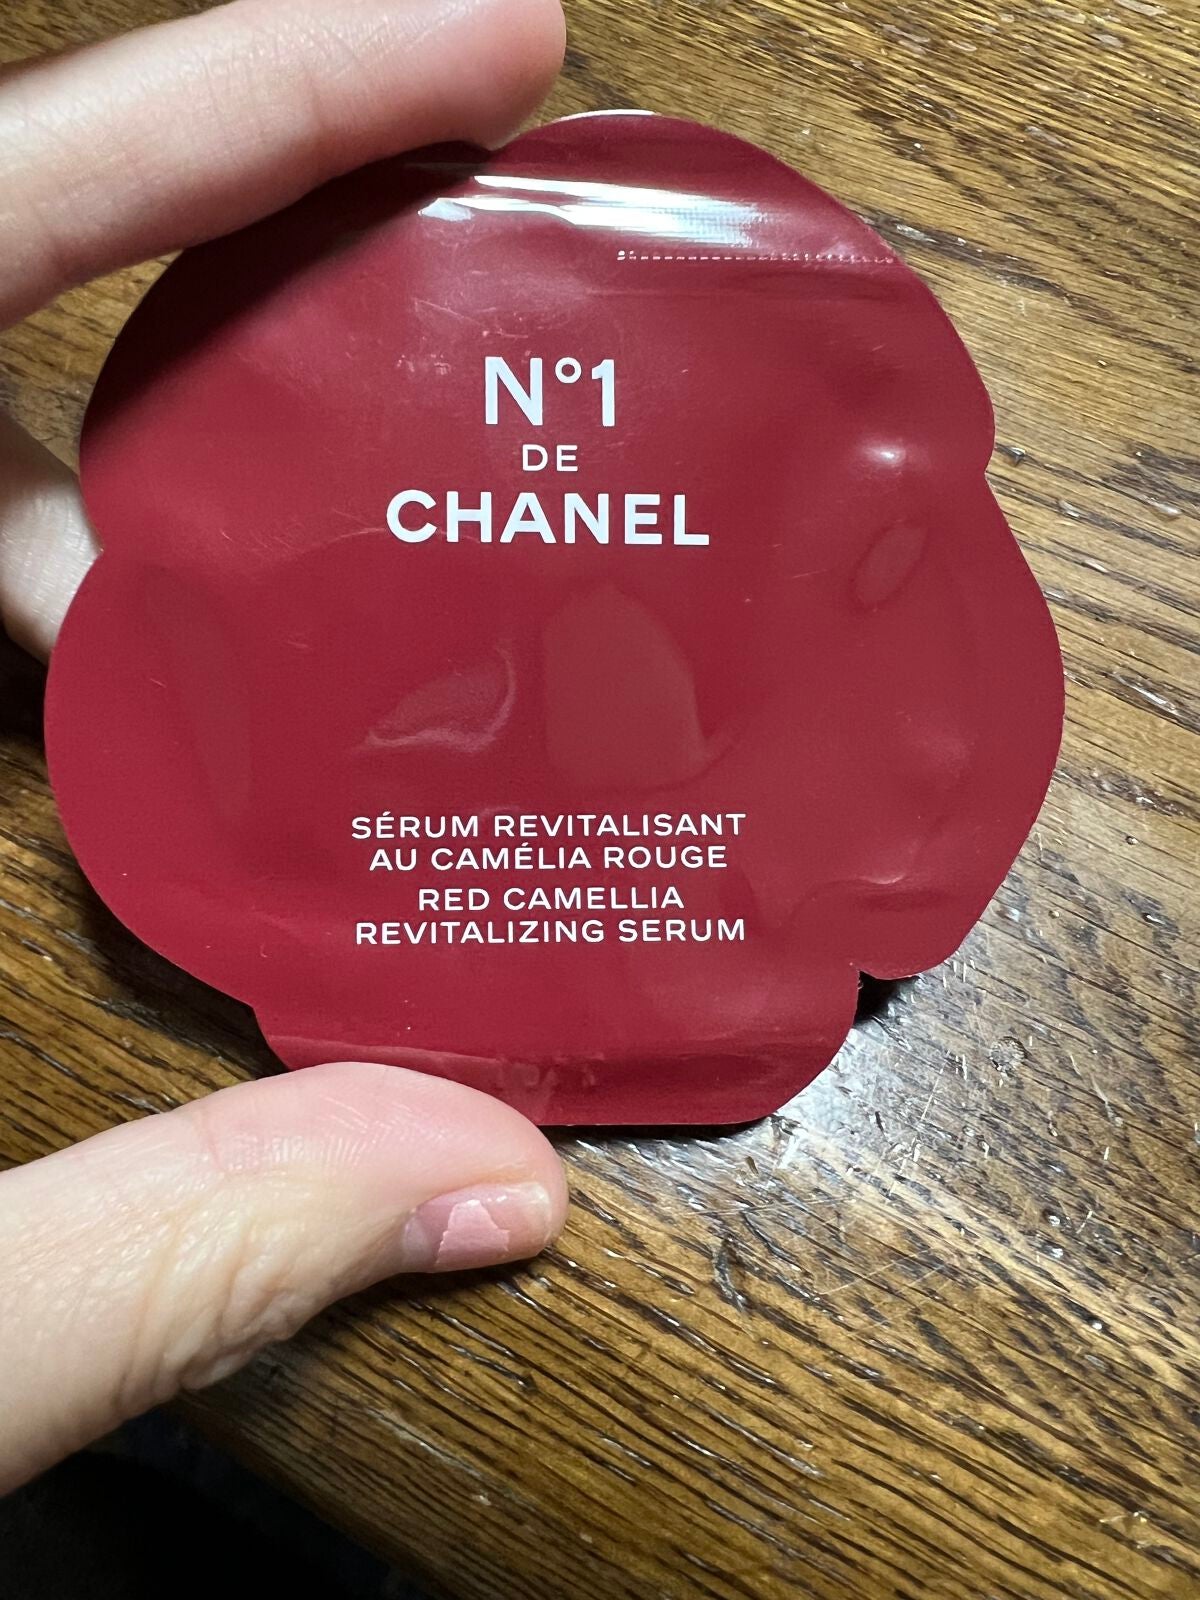 N°1
DE
CHANEL
SÉRUM REVITALISANT
AU CAMÉLIA ROUGE
RED CAMELLIA
REVITALIZING SERUM